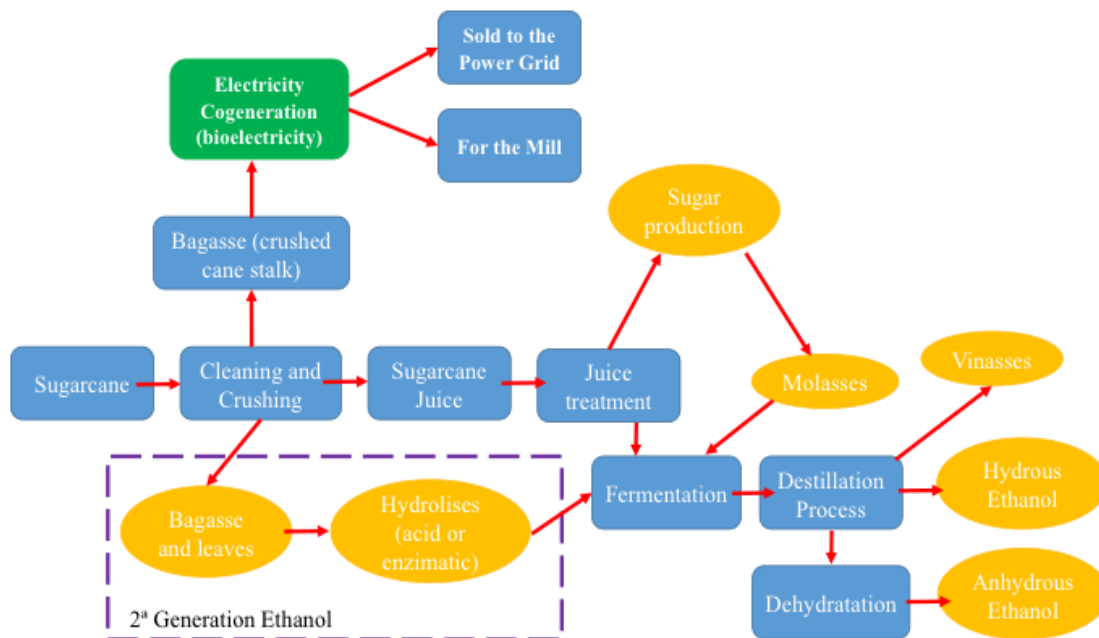 Sold to the
Power Grid
Electricity
Cogeneration
(bioelectricity)
For the Mill
Sugar
production
Bagasse (crushed
cane stalk)
Sugarcane
Cleaning and
Crushing
Sugarcane
Juice
Juice
treatment
Molasses
Vinasses
Bagasse
and leaves
Hydrolises
(acid or
enzimatic)
Fermentation
Destillation
Process
Hydrous
Ethanol
2ª Generation Ethanol
Dehydratation
Anhydrous
Ethanol